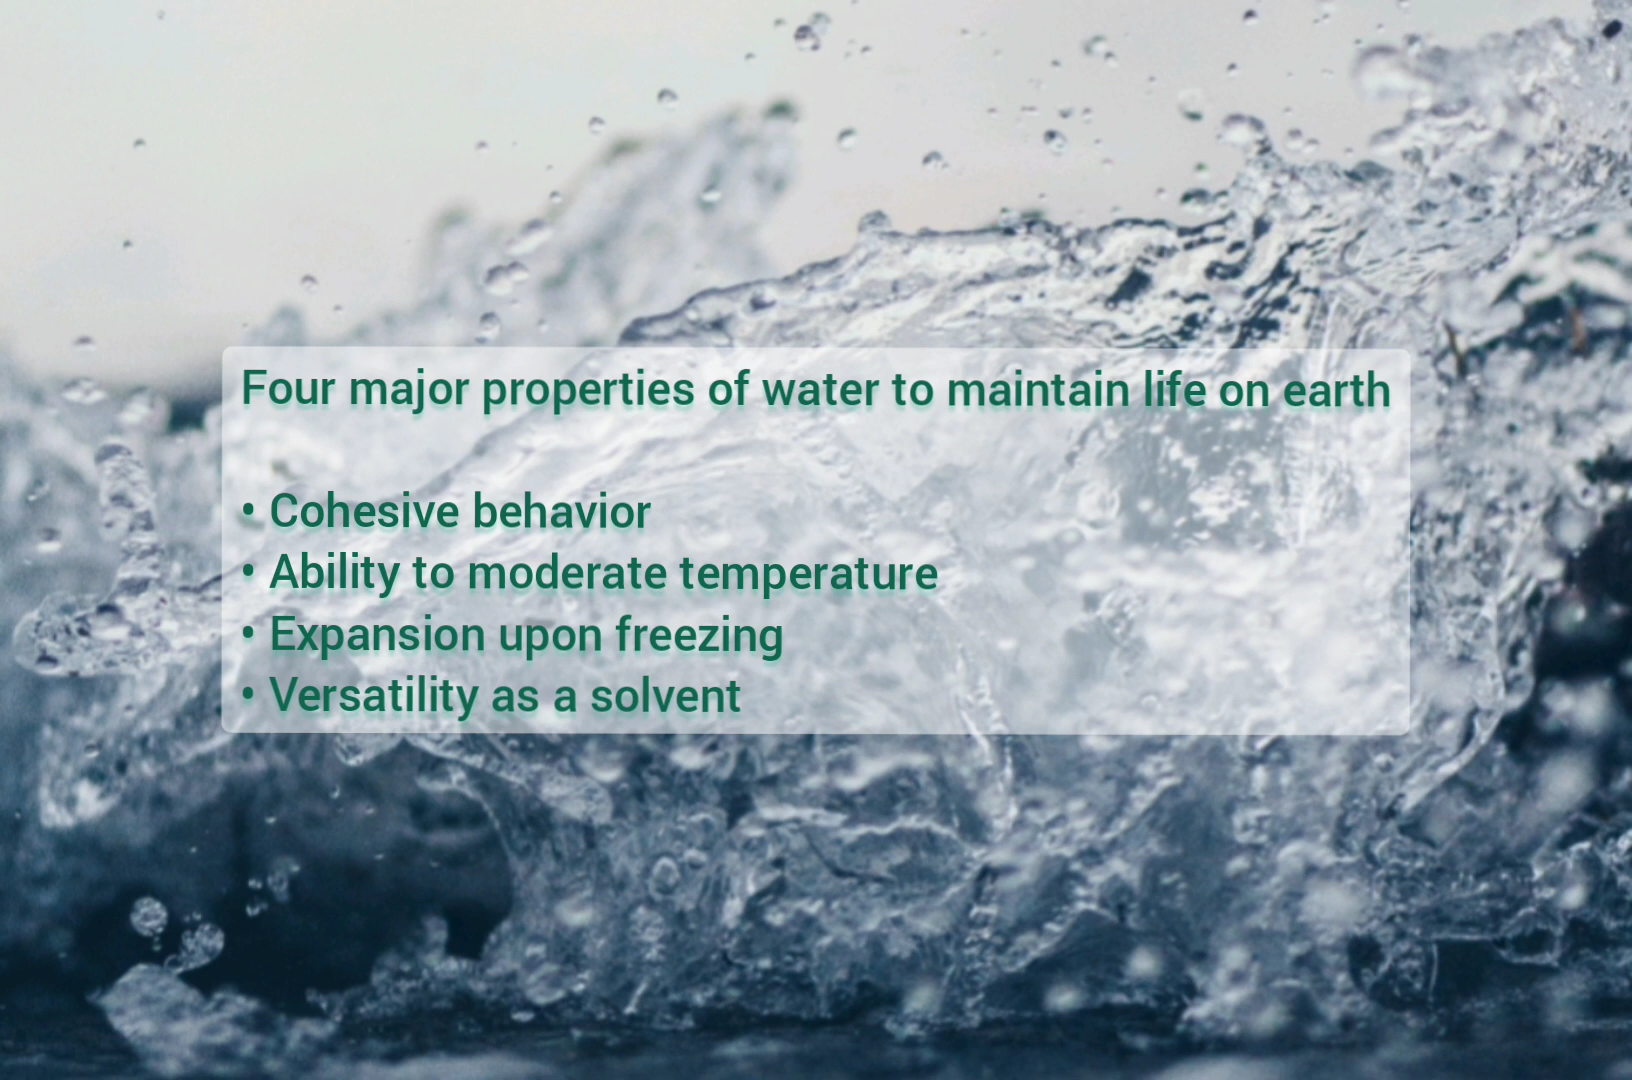 Four major properties of water to maintain life on earth
• Cohesive behavior
• Ability to moderate temperature
• Expansion upon freezing
• Versatility as a solvent